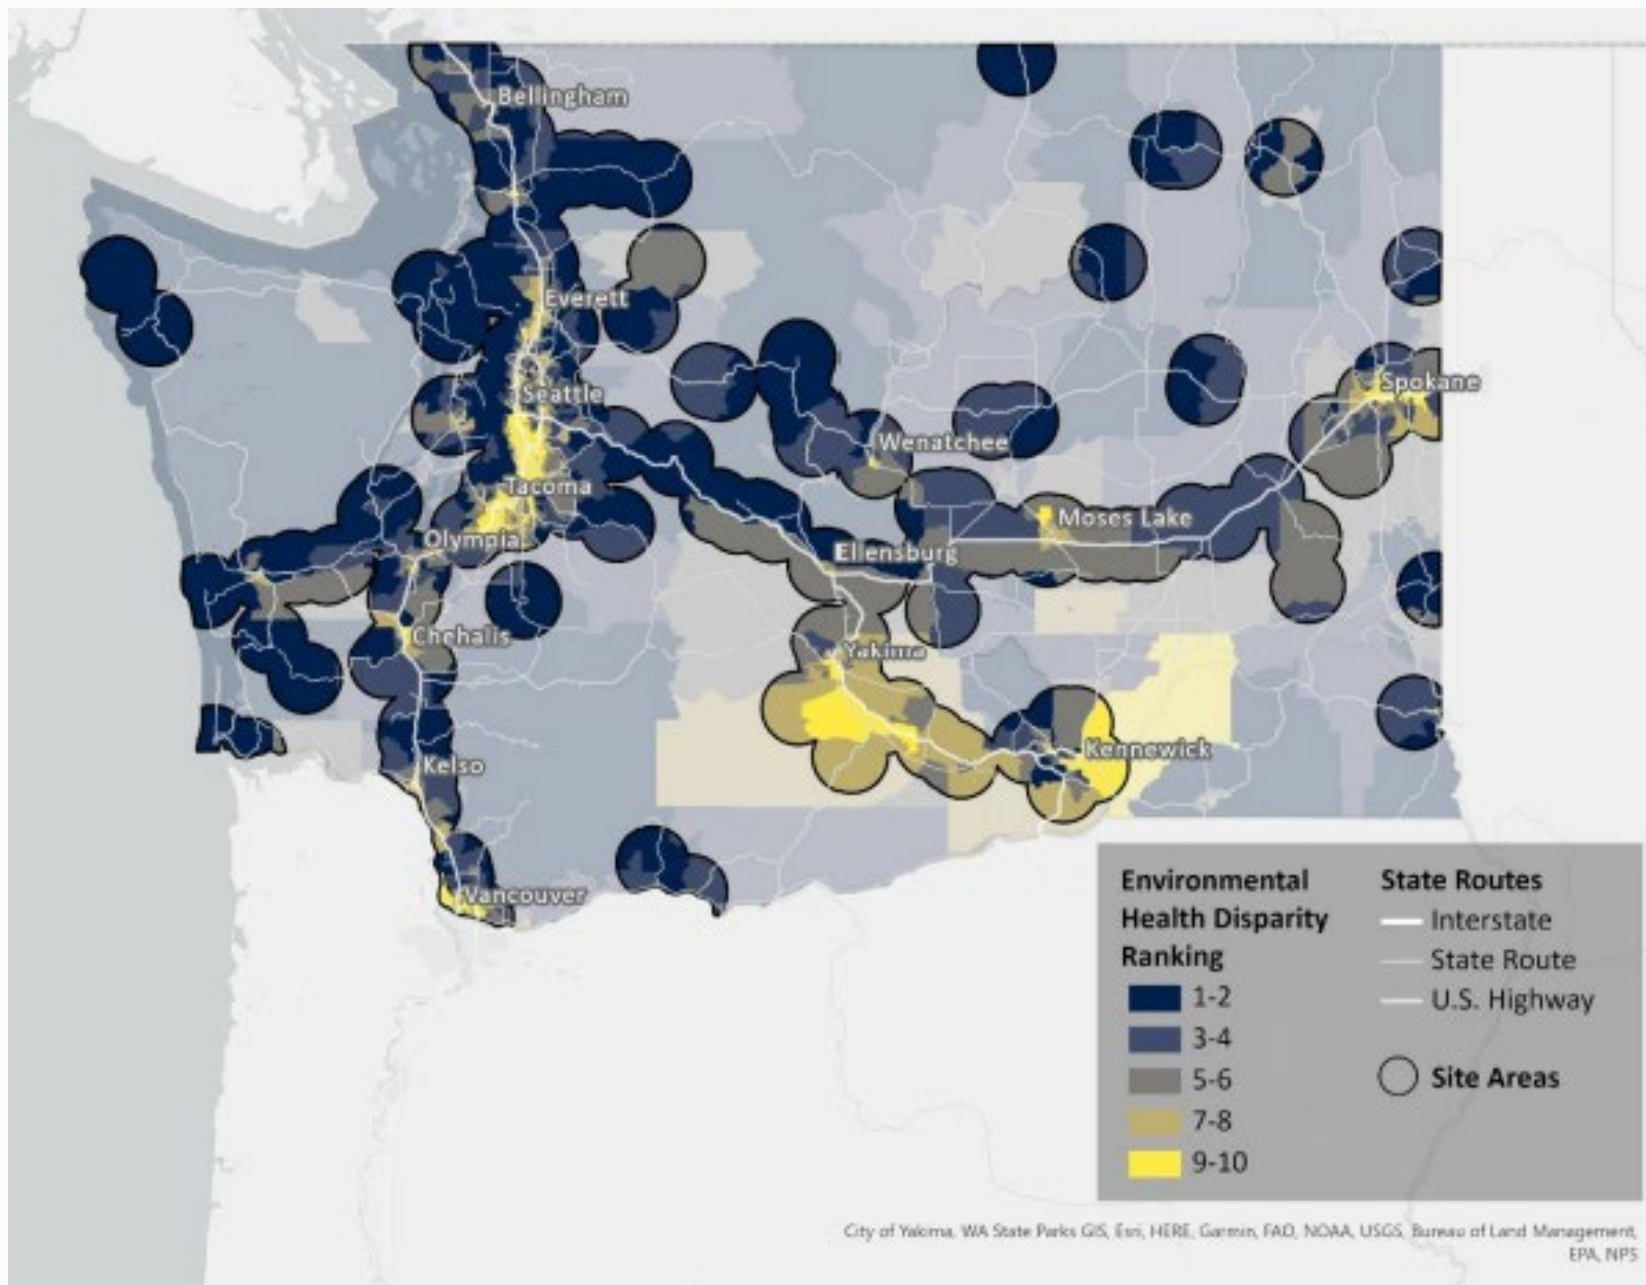 Bellingham
Everett
Seattle
Spokane
Wenatchee
Tacoma
Moses Lake
Olympia
Ellensburg
Chehalis
Yakima
Kennewick
Kelso
Vancouver
Environmental
Health Disparity
Ranking
1-2
3-4
5-6
7-8
9-10
State Routes
Interstate
State Route
U.S. Highway
Site Areas
City of Yakima, WA State Parks GIS, Esri, HERE, Garmin, FAO, NOAA, USGS, Bureau of Land Management,
EPA, NPS